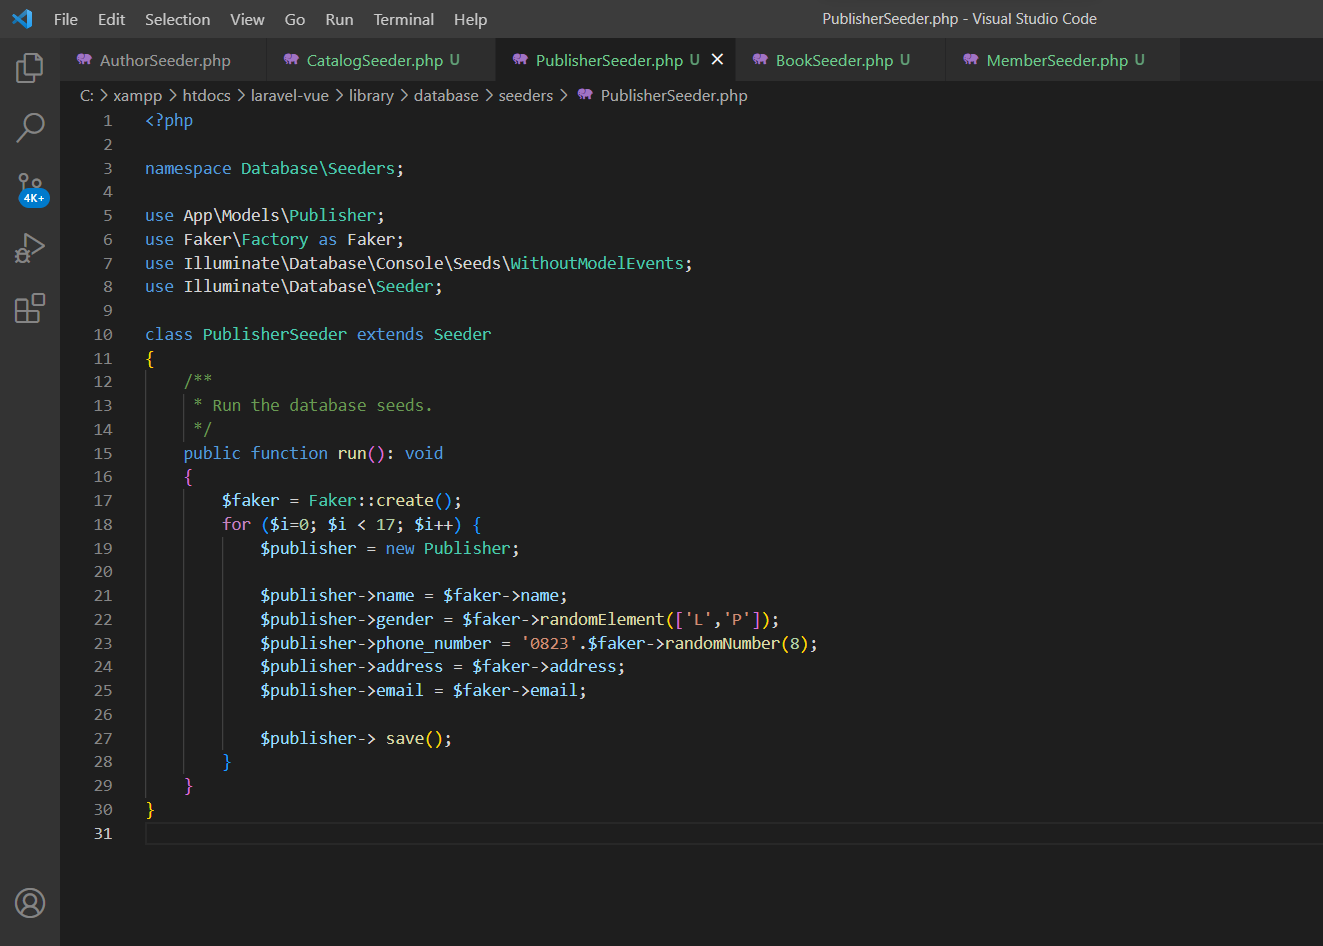 File Edit Selection View Go Run Terminal Help PublisherSeeder.php - Visual Studio Code
AuthorSeeder.php CatalogSeeder.php U PublisherSeeder.php U BookSeeder.php U MemberSeeder.php U
C: > xampp > htdocs > laravel-vue > library > database > seeders > PublisherSeeder.php
4K+
1 <?php
2
3 namespace Database\Seeders;
4
5 use App\Models\Publisher;
6 use Faker\Factory as Faker;
7 use Illuminate\Database\Console\Seeds\WithoutModelEvents;
8 use Illuminate\Database\Seeder;
9
10 class PublisherSeeder extends Seeder
11 {
12     /**
13      * Run the database seeds.
14      */
15     public function run(): void
16     {
17         $faker = Faker::create();
18         for ($i=0; $i < 17; $i++) {
19             $publisher = new Publisher;
20
21             $publisher->name = $faker->name;
22             $publisher->gender = $faker->randomElement(['L','P']);
23             $publisher->phone_number = '0823'.$faker->randomNumber(8);
24             $publisher->address = $faker->address;
25             $publisher->email = $faker->email;
26
27             $publisher-> save();
28         }
29     }
30 }
31